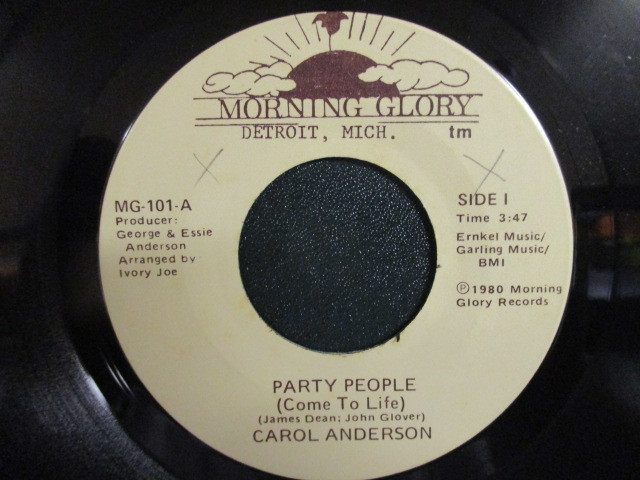 MORNING GLORY
DETROIT, MICH. tm
MG-101-A
Producer:
George & Essie
Anderson
Arranged by
Ivory Joe
SIDE I
Time 3:47
Ernkel Music/
Garling Music/
BMI
Ⓟ1980 Morning
Glory Records
PARTY PEOPLE
(Come To Life)
(James Dean; John Glover)
CAROL ANDERSON